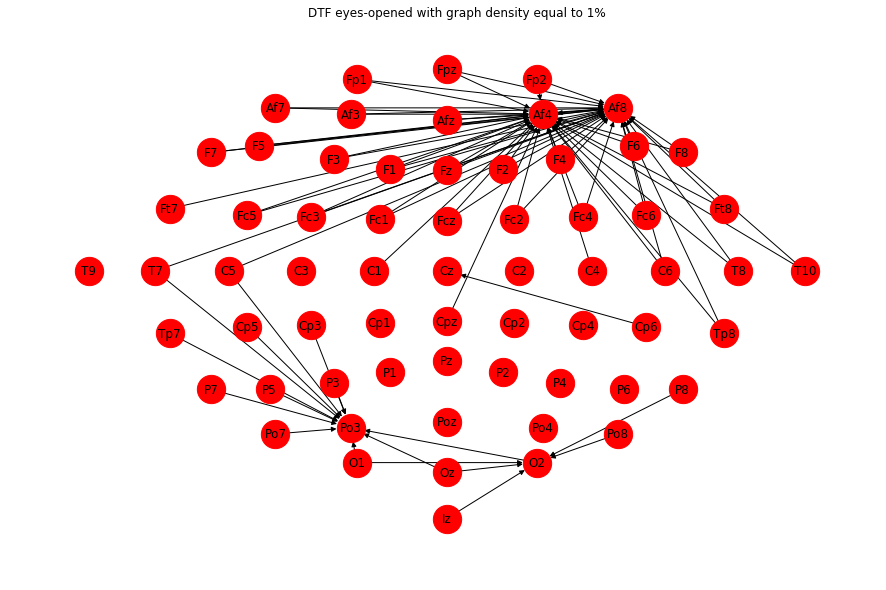 DTF eyes-opened with graph density equal to 1%
Fpz
Fp1 Fp2
Af7 Af3 Afz Af4 Af8
F7 F5 F3 F1 Fz F2 F4 F6 F8
Ft7 Fc5 Fc3 Fc1 Fcz Fc2 Fc4 Fc6 Ft8
T9 T7 C5 C3 C1 Cz C2 C4 C6 T8 T10
Tp7 Cp5 Cp3 Cp1 Cpz Cp2 Cp4 Cp6 Tp8
P7 P5 P3 P1 Pz P2 P4 P6 P8
Po7 Po3 Poz Po4 Po8
O1 Oz O2
Iz